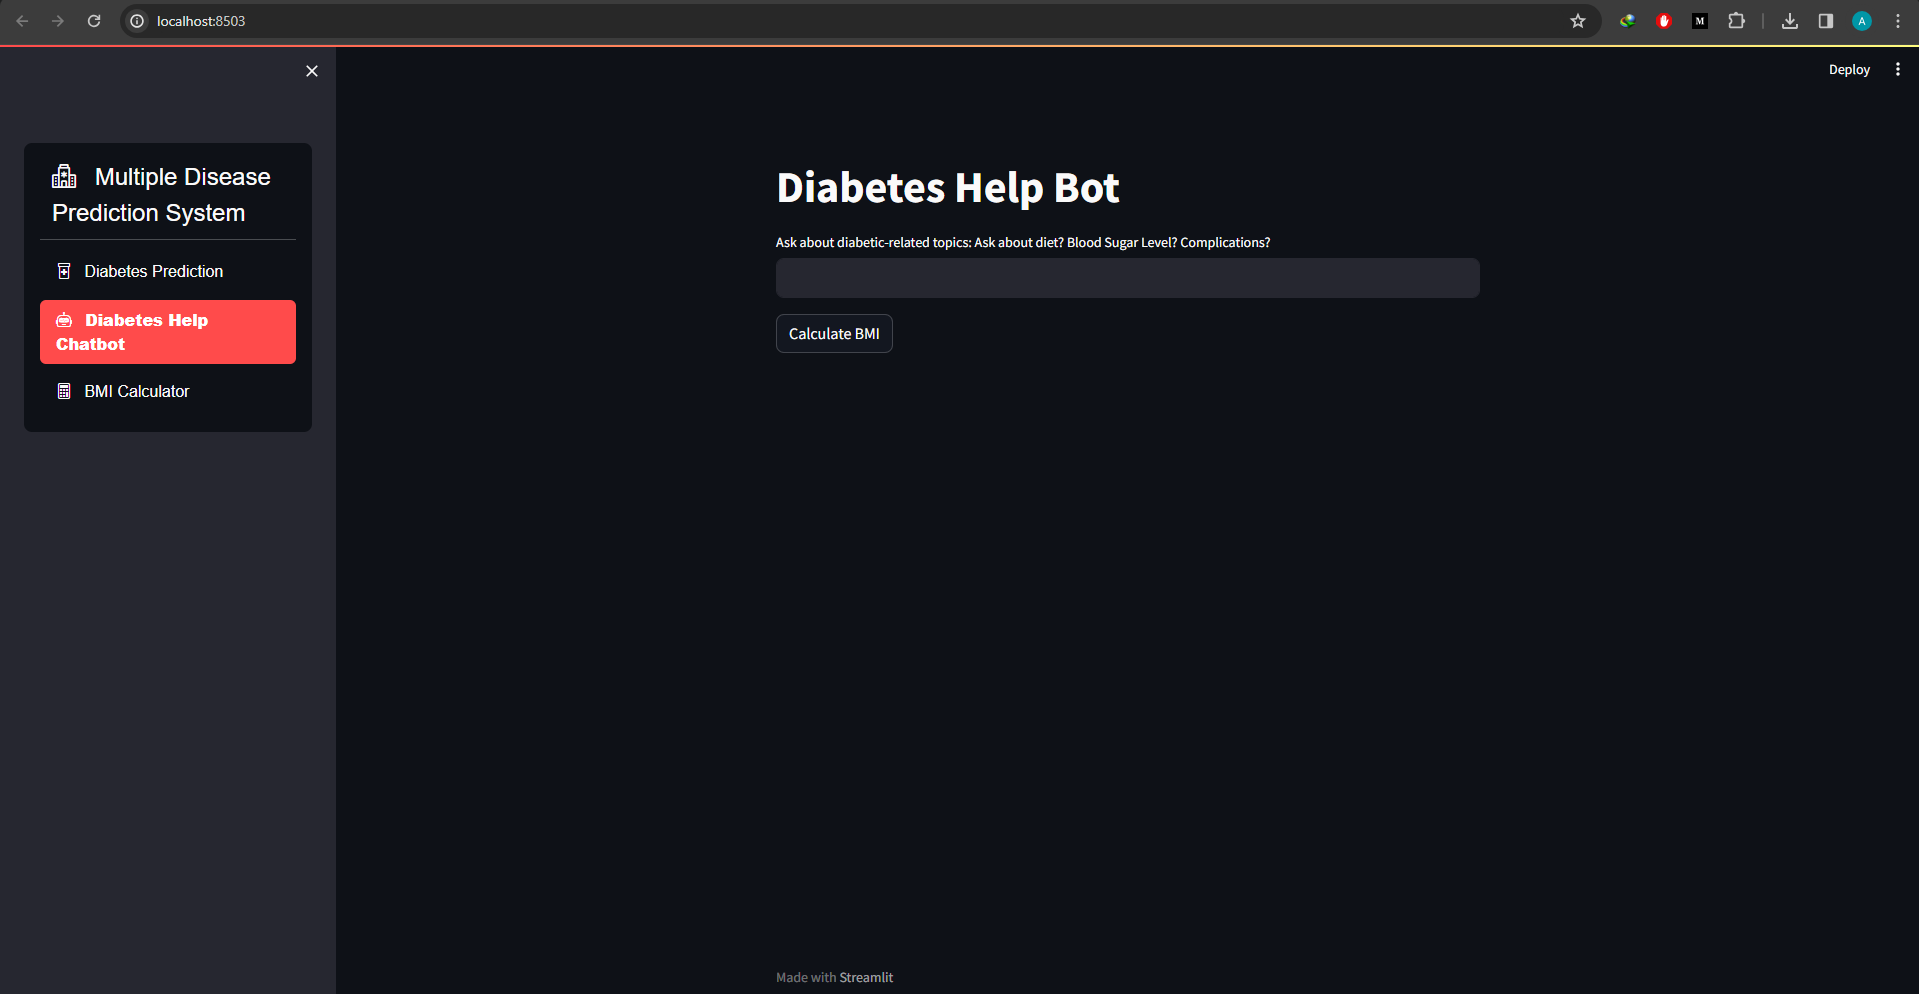 localhost:8503
M
A
Deploy
Multiple Disease
Prediction System
Diabetes Prediction
Diabetes Help
Chatbot
BMI Calculator
Diabetes Help Bot
Ask about diabetic-related topics: Ask about diet? Blood Sugar Level? Complications?
Calculate BMI
Made with Streamlit